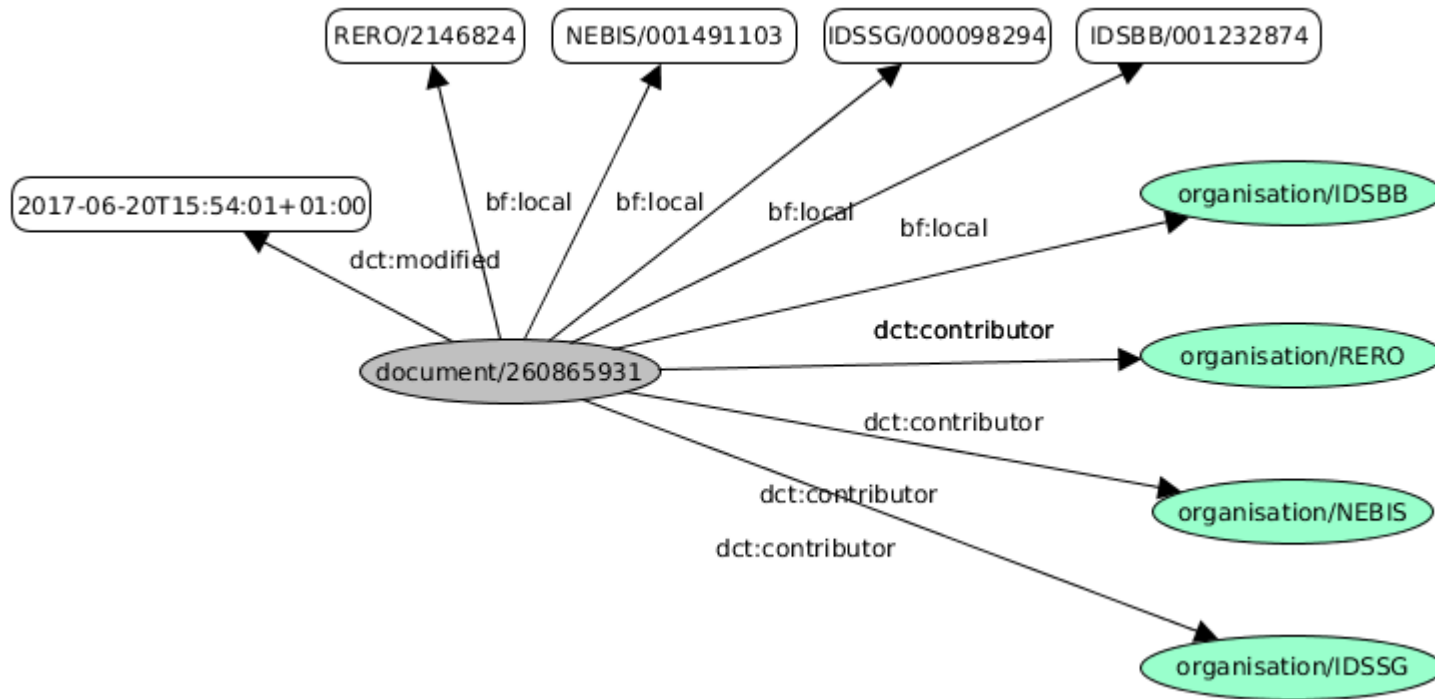 RERO/2146824
NEBIS/001491103
IDSSG/000098294
IDSBB/001232874
2017-06-20T15:54:01+01:00
bf:local
bf:local
bf:local
bf:local
organisation/IDSBB
dct:modified
dct:contributor
organisation/RERO
document/260865931
dct:contributor
dct:contributor
organisation/NEBIS
dct:contributor
organisation/IDSSG